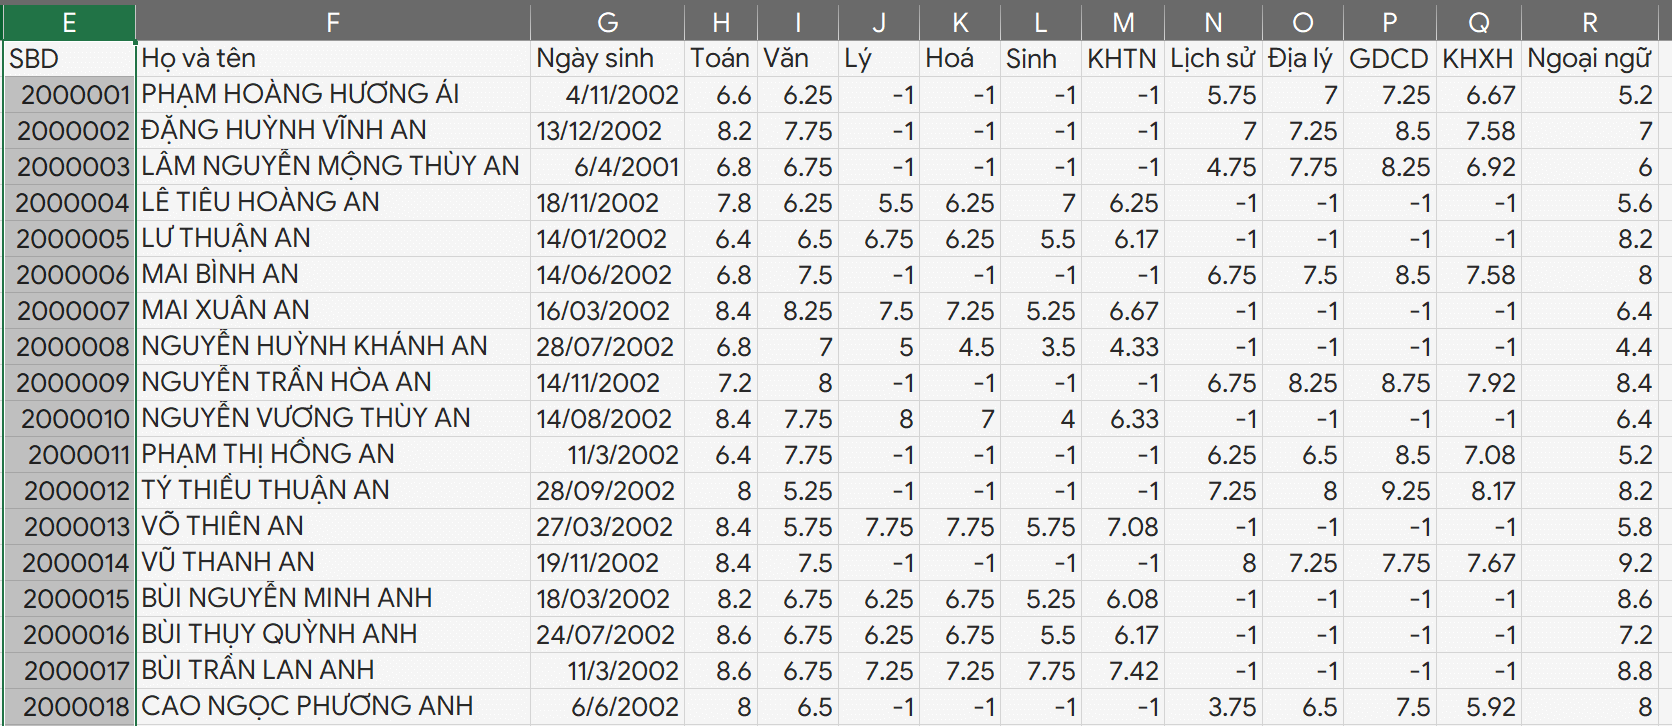 E F G H I J K L M N O P Q R
SBD Họ và tên Ngày sinh Toán Văn Lý Hoá Sinh KHTN Lịch sử Địa lý GDCD KHXH Ngoại ngữ
2000001 PHẠM HOÀNG HƯƠNG ÁI 4/11/2002 6.6 6.25 -1 -1 -1 -1 5.75 7 7.25 6.67 5.2
2000002 ĐẶNG HUỲNH VĨNH AN 13/12/2002 8.2 7.75 -1 -1 -1 -1 7 7.25 8.5 7.58 7
2000003 LÂM NGUYỄN MỘNG THÙY AN 6/4/2001 6.8 6.75 -1 -1 -1 -1 4.75 7.75 8.25 6.92 6
2000004 LÊ TIÊU HOÀNG AN 18/11/2002 7.8 6.25 5.5 6.25 7 6.25 -1 -1 -1 -1 5.6
2000005 LƯ THUẬN AN 14/01/2002 6.4 6.5 6.75 6.25 5.5 6.17 -1 -1 -1 -1 8.2
2000006 MAI BÌNH AN 14/06/2002 6.8 7.5 -1 -1 -1 -1 6.75 7.5 8.5 7.58 8
2000007 MAI XUÂN AN 16/03/2002 8.4 8.25 7.5 7.25 5.25 6.67 -1 -1 -1 -1 6.4
2000008 NGUYỄN HUỲNH KHÁNH AN 28/07/2002 6.8 7 5 4.5 3.5 4.33 -1 -1 -1 -1 4.4
2000009 NGUYỄN TRẦN HÒA AN 14/11/2002 7.2 8 -1 -1 -1 -1 6.75 8.25 8.75 7.92 8.4
2000010 NGUYỄN VƯƠNG THÙY AN 14/08/2002 8.4 7.75 8 7 4 6.33 -1 -1 -1 -1 6.4
2000011 PHẠM THỊ HỒNG AN 11/3/2002 6.4 7.75 -1 -1 -1 -1 6.25 6.5 8.5 7.08 5.2
2000012 TÝ THIỀU THUẬN AN 28/09/2002 8 5.25 -1 -1 -1 -1 7.25 8 9.25 8.17 8.2
2000013 VÕ THIÊN AN 27/03/2002 8.4 5.75 7.75 7.75 5.75 7.08 -1 -1 -1 -1 5.8
2000014 VŨ THANH AN 19/11/2002 8.4 7.5 -1 -1 -1 -1 8 7.25 7.75 7.67 9.2
2000015 BÙI NGUYỄN MINH ANH 18/03/2002 8.2 6.75 6.25 6.75 5.25 6.08 -1 -1 -1 -1 8.6
2000016 BÙI THỤY QUỲNH ANH 24/07/2002 8.6 6.75 6.25 6.75 5.5 6.17 -1 -1 -1 -1 7.2
2000017 BÙI TRẦN LAN ANH 11/3/2002 8.6 6.75 7.25 7.25 7.75 7.42 -1 -1 -1 -1 8.8
2000018 CAO NGỌC PHƯƠNG ANH 6/6/2002 8 6.5 -1 -1 -1 -1 3.75 6.5 7.5 5.92 8